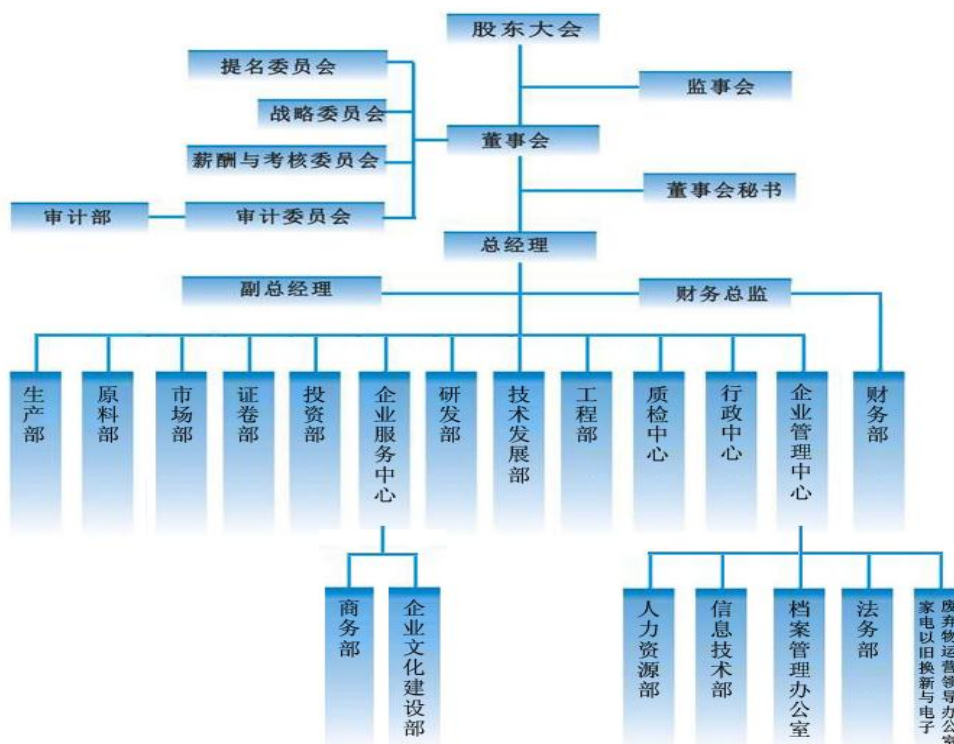 股东大会
提名委员会
监事会
战略委员会
董事会
薪酬与考核委员会
董事会秘书
审计部
审计委员会
总经理
副总经理
财务总监
生产部
原料部
市场部
证卷部
投资部
企业服务中心
研发部
技术发展部
工程部
质检中心
行政中心
企业管理中心
财务部
商务部
企业文化建设部
人力资源部
信息技术部
档案管理办公室
法务部
家电以旧换新与电子
废弃物运营领导办公室